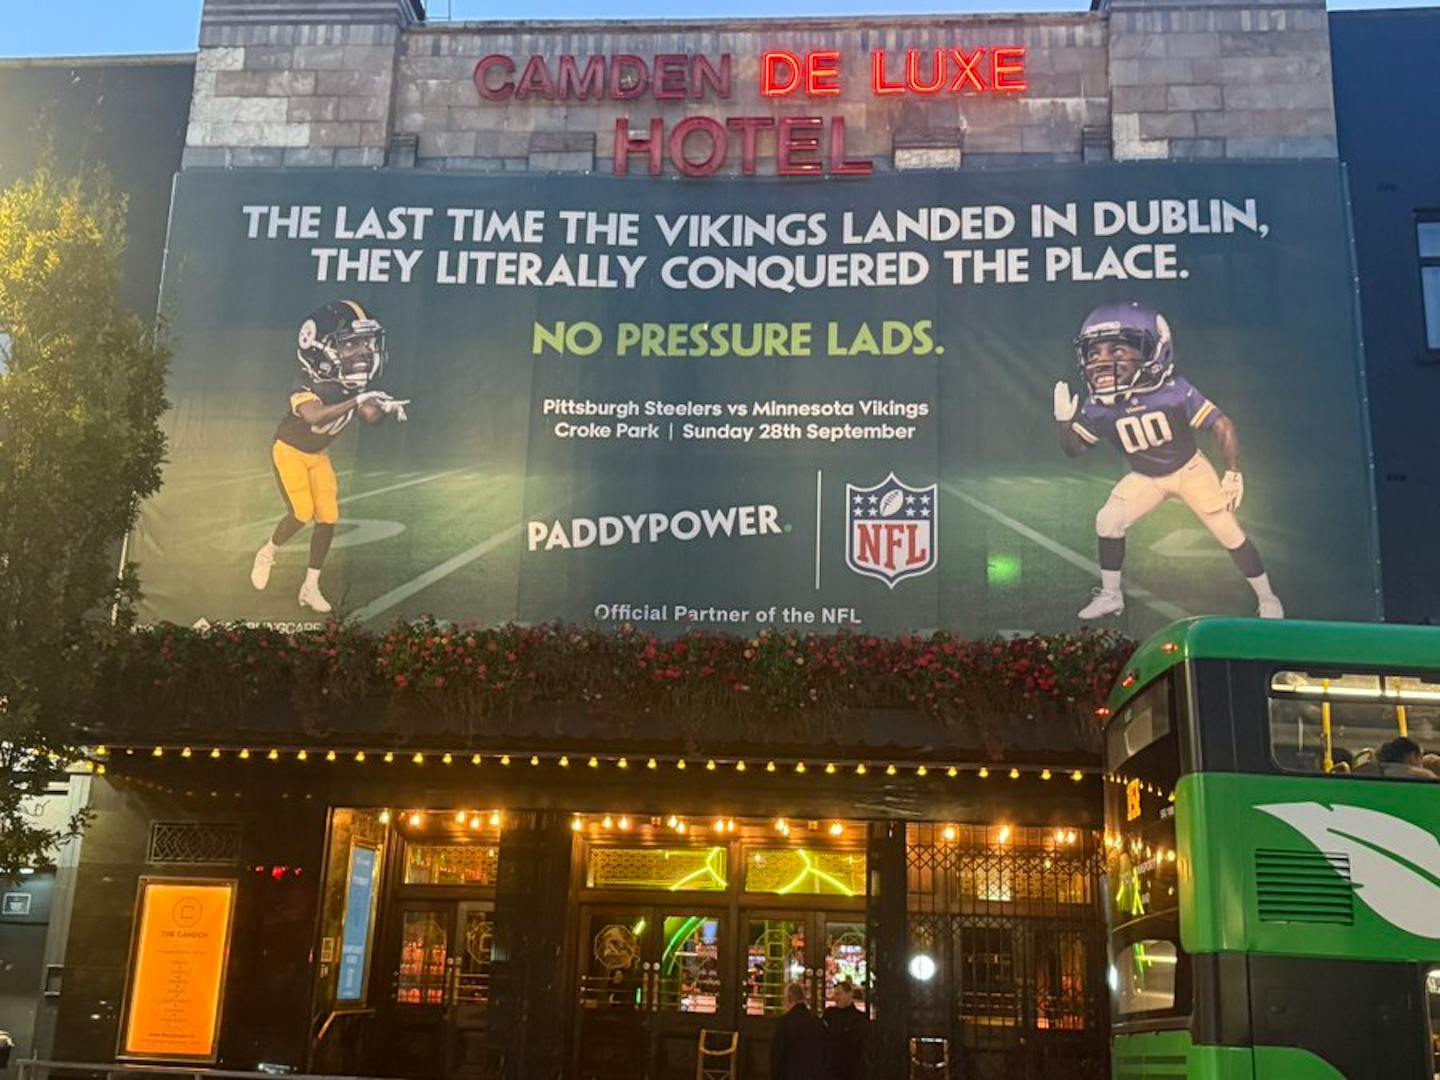 CAMDEN DE LUXE
HOTEL
THE LAST TIME THE VIKINGS LANDED IN DUBLIN,
THEY LITERALLY CONQUERED THE PLACE.
NO PRESSURE LADS.
Pittsburgh Steelers vs Minnesota Vikings
Croke Park | Sunday 28th September
00
PADDYPOWER.
NFL
Official Partner of the NFL
THE CAMDEN